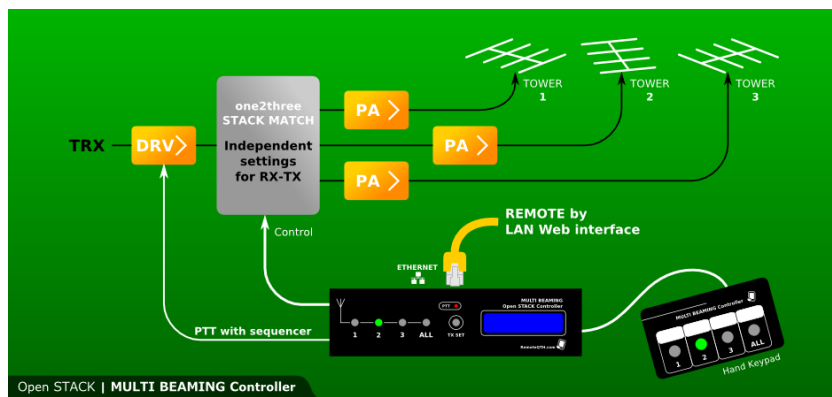 one2three
STACK MATCH
Independent
settings
for RX-TX
TRX
DRV
PA
PA
PA
TOWER
1
TOWER
2
TOWER
3
Control
REMOTE by
LAN Web interface
ETHERNET
PTT with sequencer
PTT
MULTI BEAMING
Open STACK Controller
1
2
3
ALL
TX SET
RemoteQTH.com
MULTI BEAMING Controller
1
2
3
ALL
Hand Keypad
Open STACK | MULTI BEAMING Controller